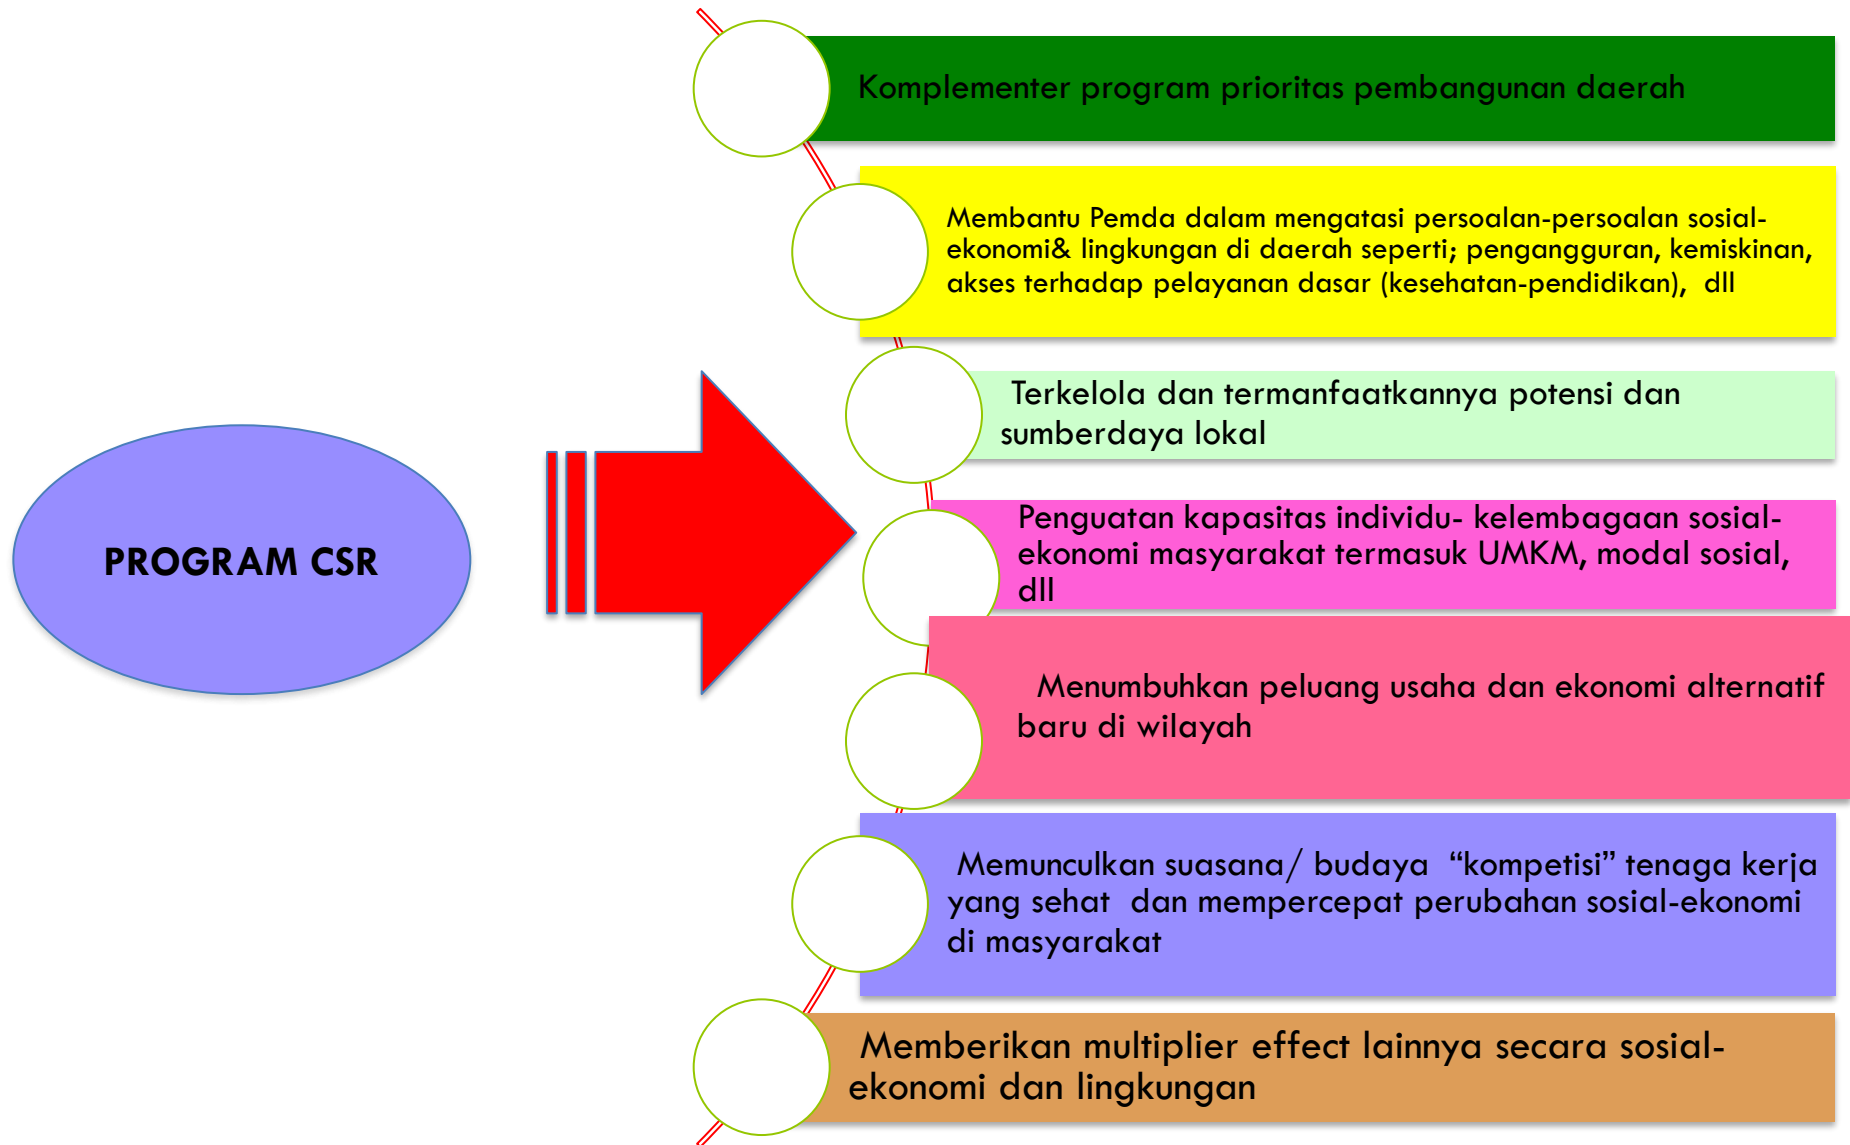 PROGRAM CSR
Komplementer program prioritas pembangunan daerah
Membantu Pemda dalam mengatasi persoalan-persoalan sosial-
ekonomi& lingkungan di daerah seperti; pengangguran, kemiskinan,
akses terhadap pelayanan dasar (kesehatan-pendidikan), dll
Terkelola dan termanfaatkannya potensi dan
sumberdaya lokal
Penguatan kapasitas individu- kelembagaan sosial-
ekonomi masyarakat termasuk UMKM, modal sosial,
dll
Menumbuhkan peluang usaha dan ekonomi alternatif
baru di wilayah
Memunculkan suasana/ budaya “kompetisi” tenaga kerja
yang sehat dan mempercepat perubahan sosial-ekonomi
di masyarakat
Memberikan multiplier effect lainnya secara sosial-
ekonomi dan lingkungan